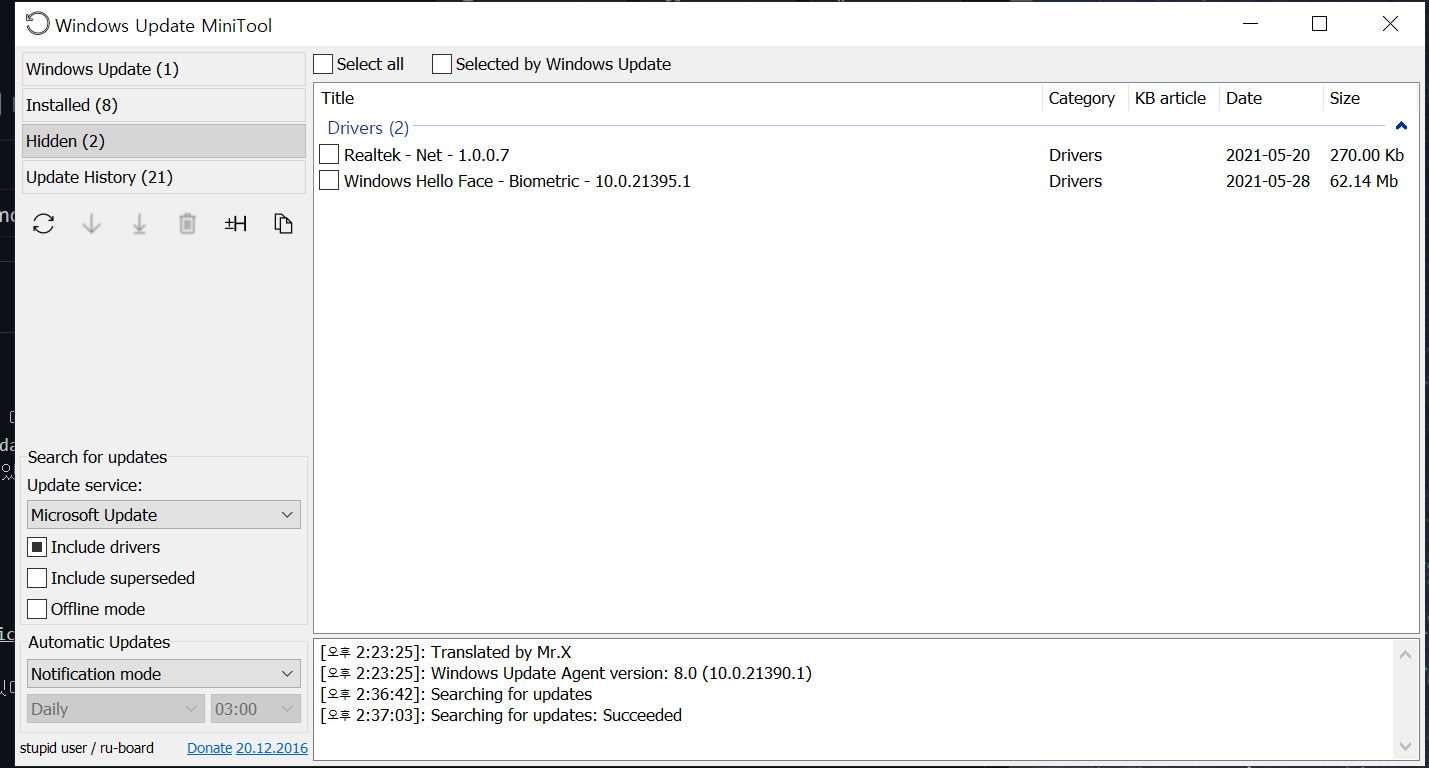 Windows Update MiniTool
Windows Update (1)
Installed (8)
Hidden (2)
Update History (21)
±H
Search for updates
Update service:
Microsoft Update
Include drivers
Include superseded
Offline mode
Automatic Updates
Notification mode
Daily 03:00
stupid user / ru-board Donate 20.12.2016
Select all Selected by Windows Update
Title Category KB article Date Size
Drivers (2)
Realtek - Net - 1.0.0.7 Drivers 2021-05-20 270.00 Kb
Windows Hello Face - Biometric - 10.0.21395.1 Drivers 2021-05-28 62.14 Mb
[오후 2:23:25]: Translated by Mr.X
[오후 2:23:25]: Windows Update Agent version: 8.0 (10.0.21390.1)
[오후 2:36:42]: Searching for updates
[오후 2:37:03]: Searching for updates: Succeeded